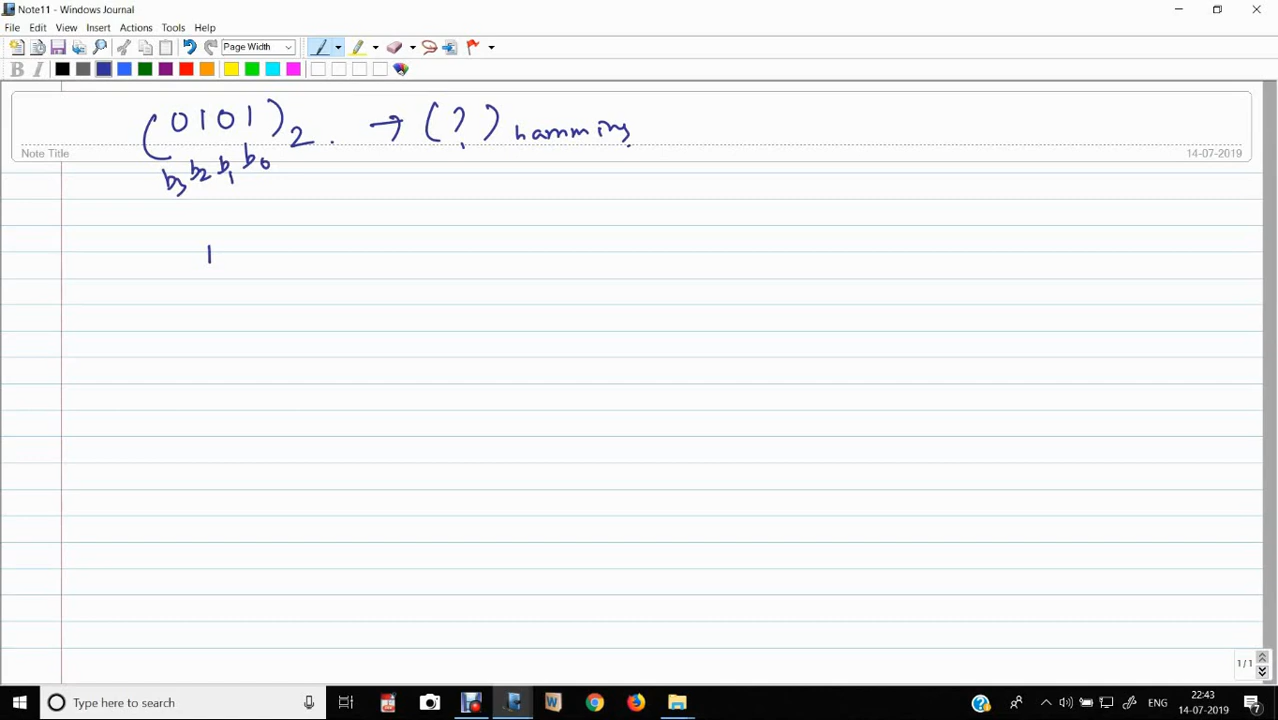 Note11 - Windows Journal
File Edit View Insert Actions Tools Help
Page Width
B I
(0101)2. → (?) hamming
b3 b2 b1 b0
Note Title
14-07-2019
1
1/1
Type here to search
W
ENG
22:43
14-07-2019
7